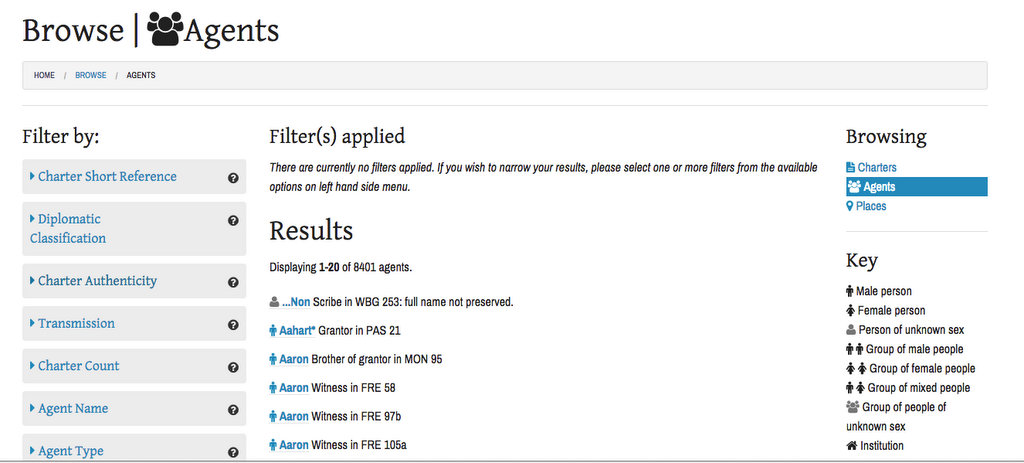 Browse | Agents
HOME / BROWSE / AGENTS
Filter by:
Charter Short Reference
Diplomatic
Classification
Charter Authenticity
Transmission
Charter Count
Agent Name
Agent Type
Filter(s) applied
There are currently no filters applied. If you wish to narrow your results, please select one or more filters from the available
options on left hand side menu.
Results
Displaying 1-20 of 8401 agents.
...Non Scribe in WBG 253: full name not preserved.
Aahart* Grantor in PAS 21
Aaron Brother of grantor in MON 95
Aaron Witness in FRE 58
Aaron Witness in FRE 97b
Aaron Witness in FRE 105a
Browsing
Charters
Agents
Places
Key
Male person
Female person
Person of unknown sex
Group of male people
Group of female people
Group of mixed people
Group of people of
unknown sex
Institution